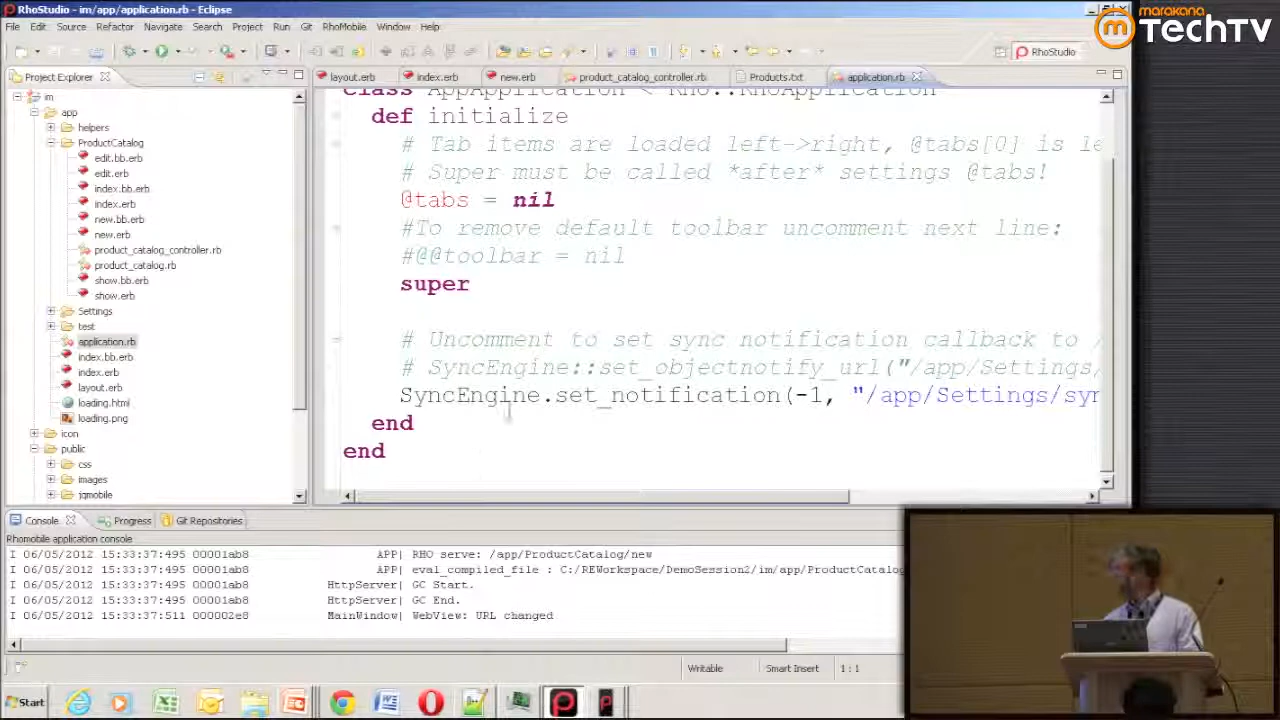 RhoStudio - im/app/application.rb - Eclipse
marakana
TechTV
File Edit Source Refactor Navigate Search Project Run Git RhoMobile Window Help
RhoStudio
Project Explorer
layout.erb index.erb new.erb product_catalog_controller.rb Products.txt application.rb
im
app
helpers
ProductCatalog
edit.bb.erb
edit.erb
index.bb.erb
index.erb
new.bb.erb
new.erb
product_catalog_controller.rb
product_catalog.rb
show.bb.erb
show.erb
Settings
test
application.rb
index.bb.erb
index.erb
layout.erb
loading.html
loading.png
icon
public
css
images
jqmobile
class AppApplication < Rho::RhoApplication
def initialize
# Tab items are loaded left->right, @tabs[0] is le
# Super must be called *after* settings @tabs!
@tabs = nil
#To remove default toolbar uncomment next line:
#@@toolbar = nil
super
# Uncomment to set sync notification callback to /
# SyncEngine::set_objectnotify_url("/app/Settings/
SyncEngine.set_notification(-1, "/app/Settings/syn
end
end
Console Progress Git Repositories
Rhomobile application console
I 06/05/2012 15:33:37:495 00001ab8 APP| RHO serve: /app/ProductCatalog/new
I 06/05/2012 15:33:37:495 00001ab8 APP| eval_compiled_file : C:/REWorkspace/DemoSession2/im/app/ProductCatalog
I 06/05/2012 15:33:37:495 00001ab8 HttpServer| GC Start.
I 06/05/2012 15:33:37:495 00001ab8 HttpServer| GC End.
I 06/05/2012 15:33:37:511 000002e8 MainWindow| WebView: URL changed
Writable Smart Insert 1 : 1
Start